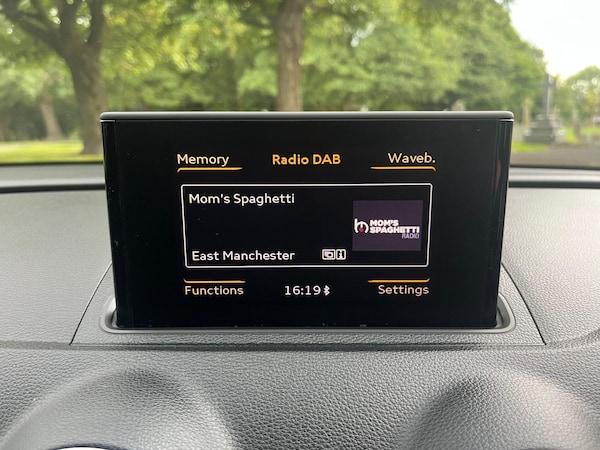 Memory Radio DAB Waveb.
Mom's Spaghetti
MOM'S
SPAGHETTI
RADIO
East Manchester
Functions 16:19 Settings